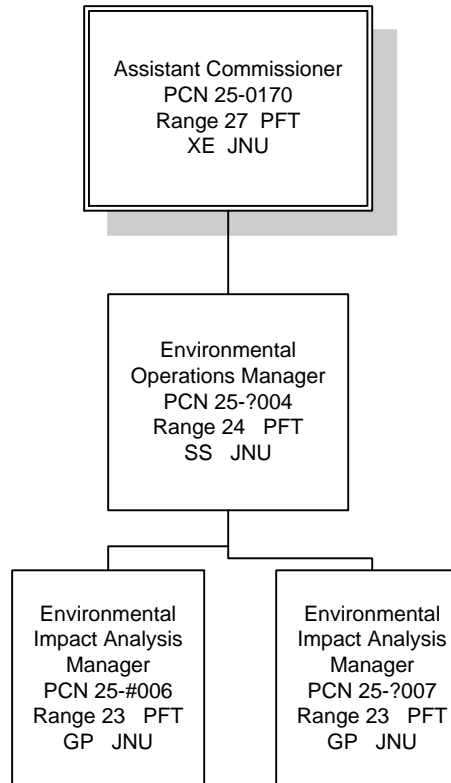 Assistant Commissioner
PCN 25-0170
Range 27 PFT
XE JNU
Environmental
Operations Manager
PCN 25-?004
Range 24 PFT
SS JNU
Environmental
Impact Analysis
Manager
PCN 25-#006
Range 23 PFT
GP JNU
Environmental
Impact Analysis
Manager
PCN 25-?007
Range 23 PFT
GP JNU